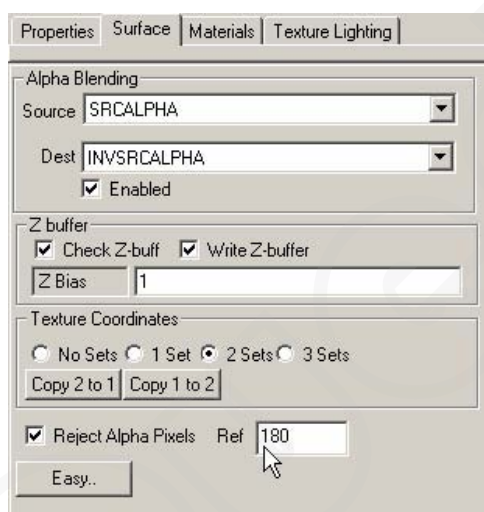 Properties Surface Materials Texture Lighting
Alpha Blending
Source SRCALPHA
Dest INVSRCALPHA
Enabled
Z buffer
Check Z-buff Write Z-buffer
Z Bias 1
Texture Coordinates
No Sets 1 Set 2 Sets 3 Sets
Copy 2 to 1 Copy 1 to 2
Reject Alpha Pixels Ref 180
Easy..